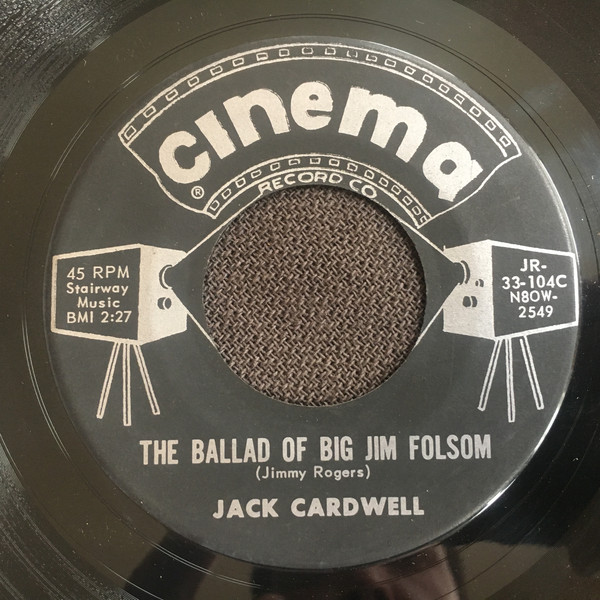 cinema
®
RECORD CO.
45 RPM
Stairway
Music
BMI 2:27
JR-
33-104C
N8OW-
2549
THE BALLAD OF BIG JIM FOLSOM
(Jimmy Rogers)
JACK CARDWELL